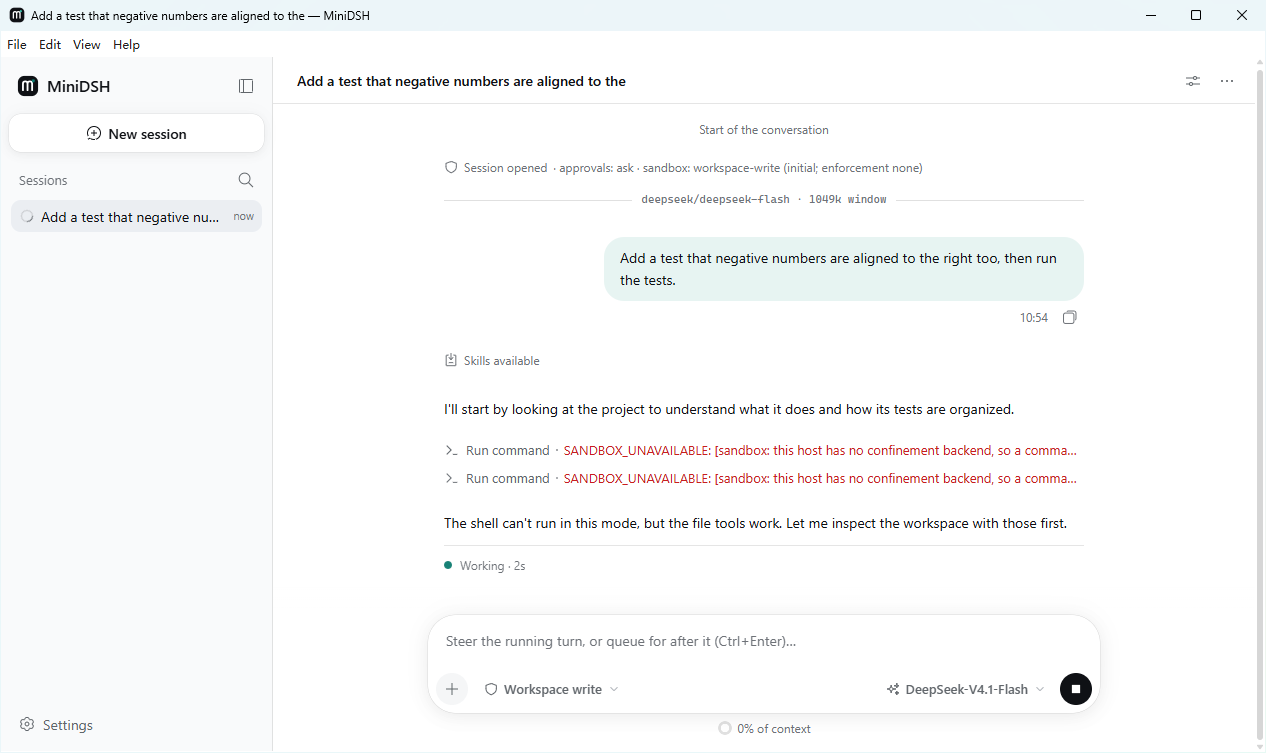 Add a test that negative numbers are aligned to the — MiniDSH
File Edit View Help
MiniDSH
New session
Sessions
Add a test that negative nu... now
Settings
Add a test that negative numbers are aligned to the
Start of the conversation
Session opened · approvals: ask · sandbox: workspace-write (initial; enforcement none)
deepseek/deepseek-flash · 1049k window
Add a test that negative numbers are aligned to the right too, then run
the tests.
10:54
Skills available
I'll start by looking at the project to understand what it does and how its tests are organized.
Run command · SANDBOX_UNAVAILABLE: [sandbox: this host has no confinement backend, so a comma...
Run command · SANDBOX_UNAVAILABLE: [sandbox: this host has no confinement backend, so a comma...
The shell can't run in this mode, but the file tools work. Let me inspect the workspace with those first.
Working · 2s
Steer the running turn, or queue for after it (Ctrl+Enter)...
Workspace write
DeepSeek-V4.1-Flash
0% of context